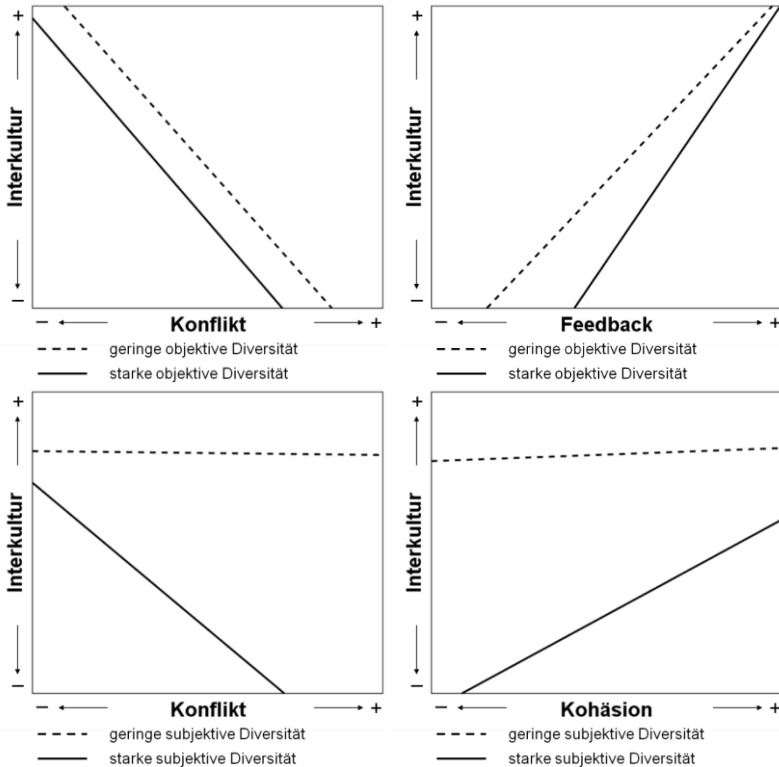 +
Interkultur
−
− Konflikt +
geringe objektive Diversität
starke objektive Diversität
+
Interkultur
−
− Feedback +
geringe objektive Diversität
starke objektive Diversität
+
Interkultur
−
− Konflikt +
geringe subjektive Diversität
starke subjektive Diversität
+
Interkultur
−
− Kohäsion +
geringe subjektive Diversität
starke subjektive Diversität